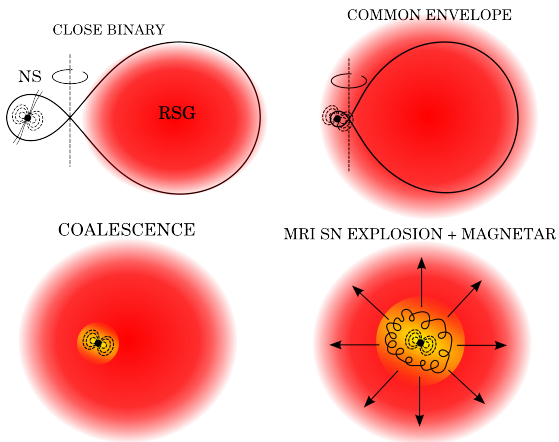 CLOSE BINARY
COMMON ENVELOPE
NS
RSG
COALESCENCE
MRI SN EXPLOSION + MAGNETAR